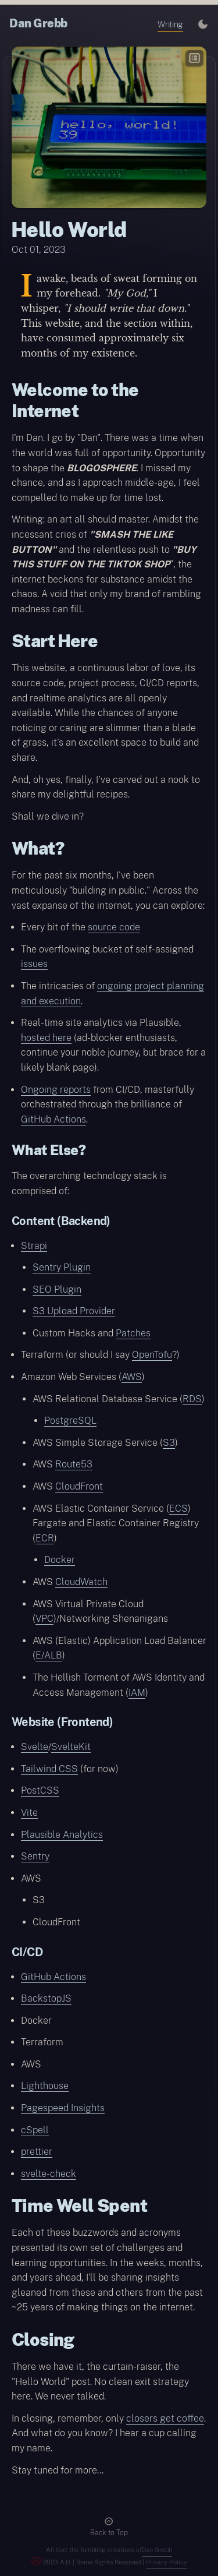 Dan Grebb
Writing
hello, world!
39
Hello World
Oct 01, 2023
I awake, beads of sweat forming on
my forehead. "My God," I
whisper, "I should write that down."
This website, and the section within,
have consumed approximately six
months of my existence.
Welcome to the
Internet
I'm Dan. I go by "Dan". There was a time when
the world was full of opportunity. Opportunity
to shape the BLOGOSPHERE. I missed my
chance, and as I approach middle-age, I feel
compelled to make up for time lost.
Writing: an art all should master. Amidst the
incessant cries of "SMASH THE LIKE
BUTTON" and the relentless push to "BUY
THIS STUFF ON THE TIKTOK SHOP", the
internet beckons for substance amidst the
chaos. A void that only my brand of rambling
madness can fill.
Start Here
This website, a continuous labor of love, its
source code, project process, CI/CD reports,
and realtime analytics are all openly
available. While the chances of anyone
noticing or caring are slimmer than a blade
of grass, it's an excellent space to build and
share.
And, oh yes, finally, I've carved out a nook to
share my delightful recipes.
Shall we dive in?
What?
For the past six months, I've been
meticulously "building in public." Across the
vast expanse of the internet, you can explore:
• Every bit of the source code
• The overflowing bucket of self-assigned
issues
• The intricacies of ongoing project planning
and execution.
• Real-time site analytics via Plausible,
hosted here (ad-blocker enthusiasts,
continue your noble journey, but brace for a
likely blank page).
• Ongoing reports from CI/CD, masterfully
orchestrated through the brilliance of
GitHub Actions.
What Else?
The overarching technology stack is
comprised of:
Content (Backend)
• Strapi
• Sentry Plugin
• SEO Plugin
• S3 Upload Provider
• Custom Hacks and Patches
• Terraform (or should I say OpenTofu?)
• Amazon Web Services (AWS)
• AWS Relational Database Service (RDS)
• PostgreSQL
• AWS Simple Storage Service (S3)
• AWS Route53
• AWS CloudFront
• AWS Elastic Container Service (ECS)
Fargate and Elastic Container Registry
(ECR)
• Docker
• AWS CloudWatch
• AWS Virtual Private Cloud
(VPC)/Networking Shenanigans
• AWS (Elastic) Application Load Balancer
(E/ALB)
• The Hellish Torment of AWS Identity and
Access Management (IAM)
Website (Frontend)
• Svelte/SvelteKit
• Tailwind CSS (for now)
• PostCSS
• Vite
• Plausible Analytics
• Sentry
• AWS
• S3
• CloudFront
CI/CD
• GitHub Actions
• BackstopJS
• Docker
• Terraform
• AWS
• Lighthouse
• Pagespeed Insights
• cSpell
• prettier
• svelte-check
Time Well Spent
Each of these buzzwords and acronyms
presented its own set of challenges and
learning opportunities. In the weeks, months,
and years ahead, I'll be sharing insights
gleaned from these and others from the past
~25 years of making things on the internet.
Closing
There we have it, the curtain-raiser, the
"Hello World" post. No clean exit strategy
here. We never talked.
In closing, remember, only closers get coffee.
And what do you know? I hear a cup calling
my name.
Stay tuned for more...
Back to Top
All text the fumbling creations of Dan Grebb
2023 A.D. | Some Rights Reserved | Privacy Policy